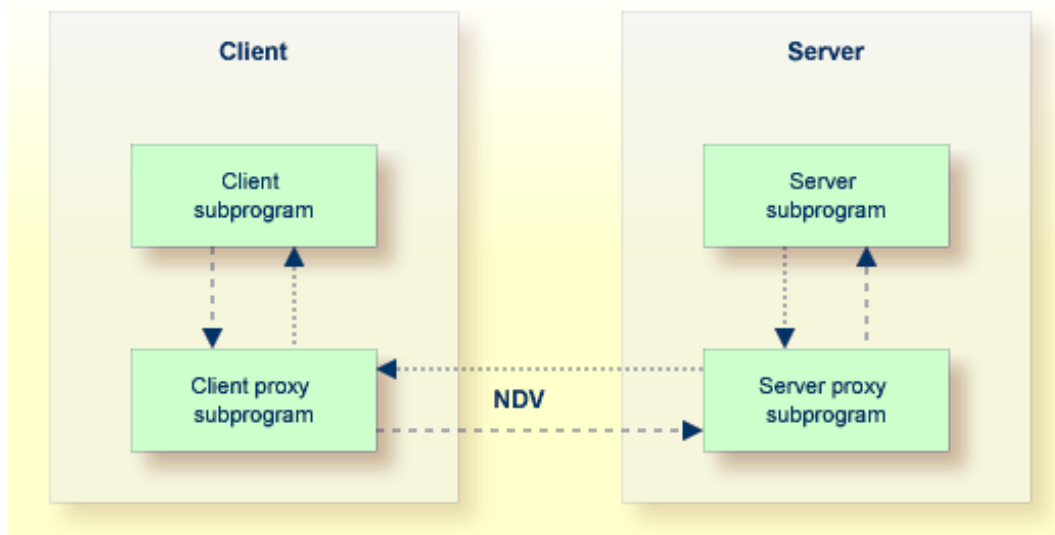 Client
Server
Client
subprogram
Server
subprogram
Client proxy
subprogram
NDV
Server proxy
subprogram